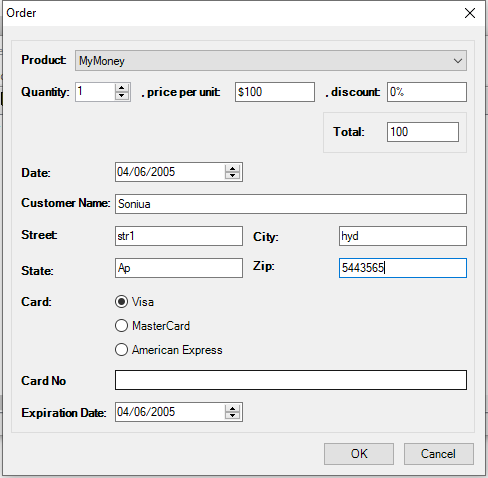 Order
Product: MyMoney
Quantity: 1 , price per unit: $100 , discount: 0%
Total: 100
Date: 04/06/2005
Customer Name: Soniua
Street: str1 City: hyd
State: Ap Zip: 5443565
Card: Visa
MasterCard
American Express
Card No
Expiration Date: 04/06/2005
OK Cancel